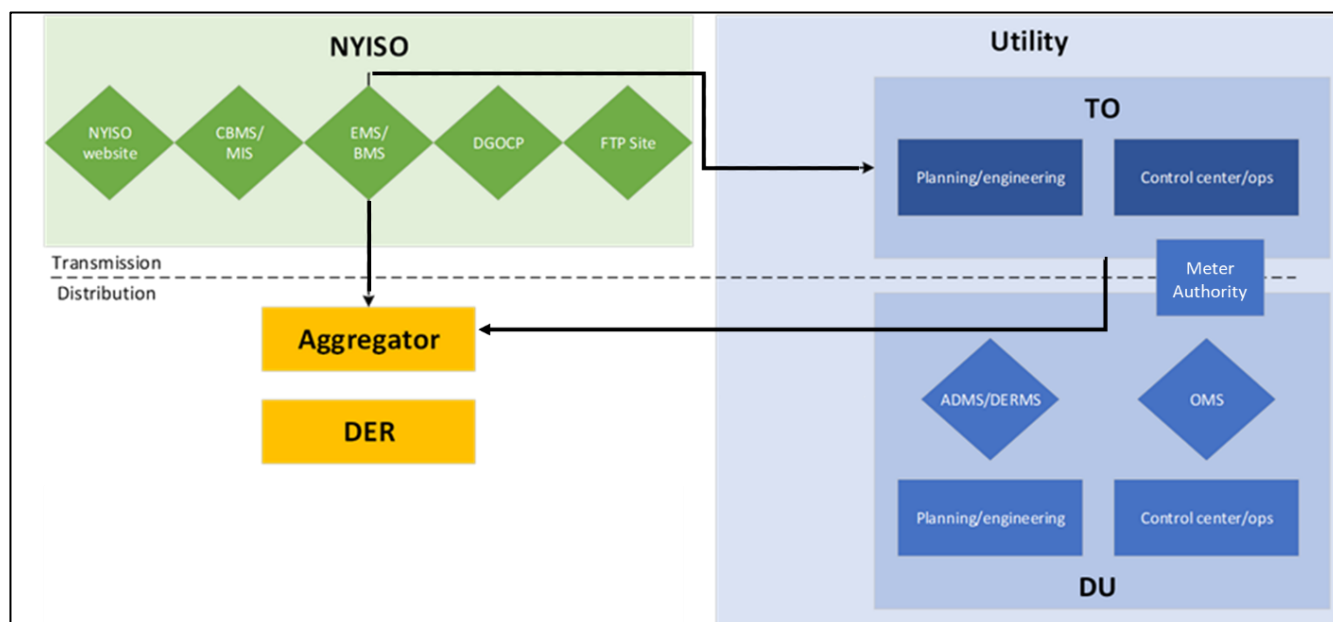 NYISO
Utility
NYISO
website
CBMS/
MIS
EMS/
BMS
DGOCP
FTP Site
TO
Planning/engineering
Control center/ops
Transmission
Distribution
Meter
Authority
Aggregator
DER
ADMS/DERMS
OMS
Planning/engineering
Control center/ops
DU